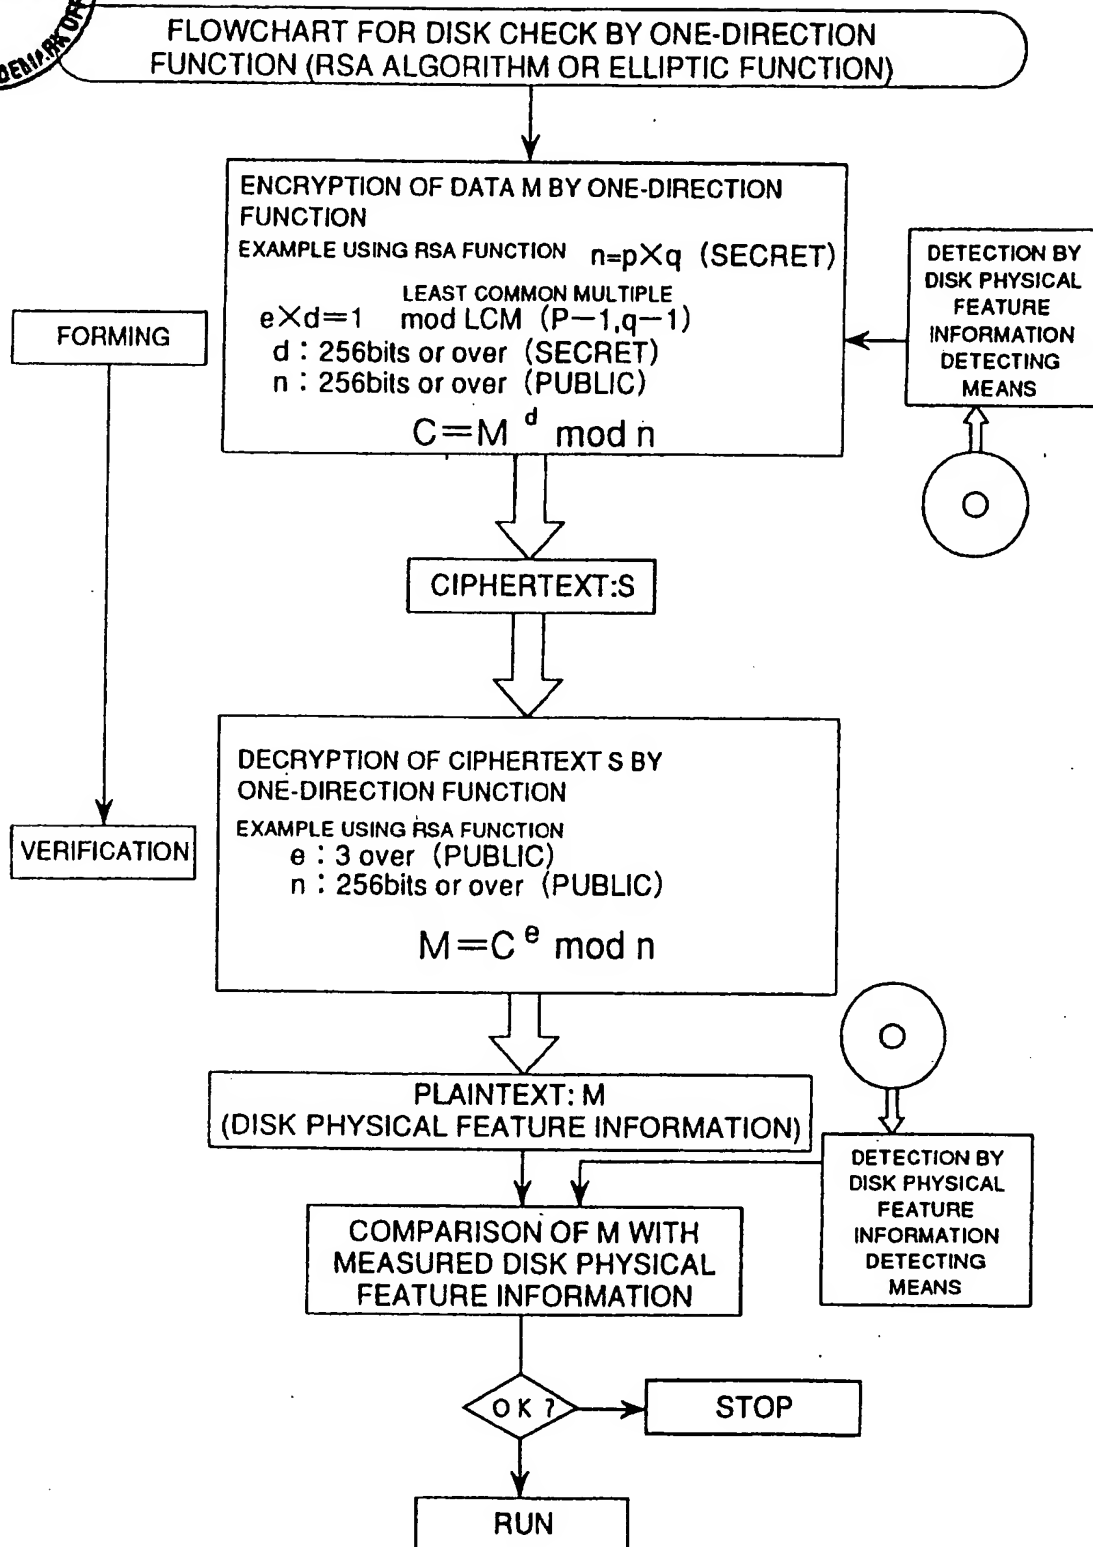 FLOWCHART FOR DISK CHECK BY ONE-DIRECTION
FUNCTION (RSA ALGORITHM OR ELLIPTIC FUNCTION)
ENCRYPTION OF DATA M BY ONE-DIRECTION
FUNCTION
EXAMPLE USING RSA FUNCTION n=p×q (SECRET)
LEAST COMMON MULTIPLE
e×d=1 mod LCM (P-1,q-1)
d : 256bits or over (SECRET)
n : 256bits or over (PUBLIC)
C=M^d mod n
DETECTION BY
DISK PHYSICAL
FEATURE
INFORMATION
DETECTING
MEANS
FORMING
CIPHERTEXT:S
DECRYPTION OF CIPHERTEXT S BY
ONE-DIRECTION FUNCTION
EXAMPLE USING RSA FUNCTION
e : 3 over (PUBLIC)
n : 256bits or over (PUBLIC)
M=C^e mod n
VERIFICATION
PLAINTEXT: M
(DISK PHYSICAL FEATURE INFORMATION)
DETECTION BY
DISK PHYSICAL
FEATURE
INFORMATION
DETECTING
MEANS
COMPARISON OF M WITH
MEASURED DISK PHYSICAL
FEATURE INFORMATION
OK?
STOP
RUN